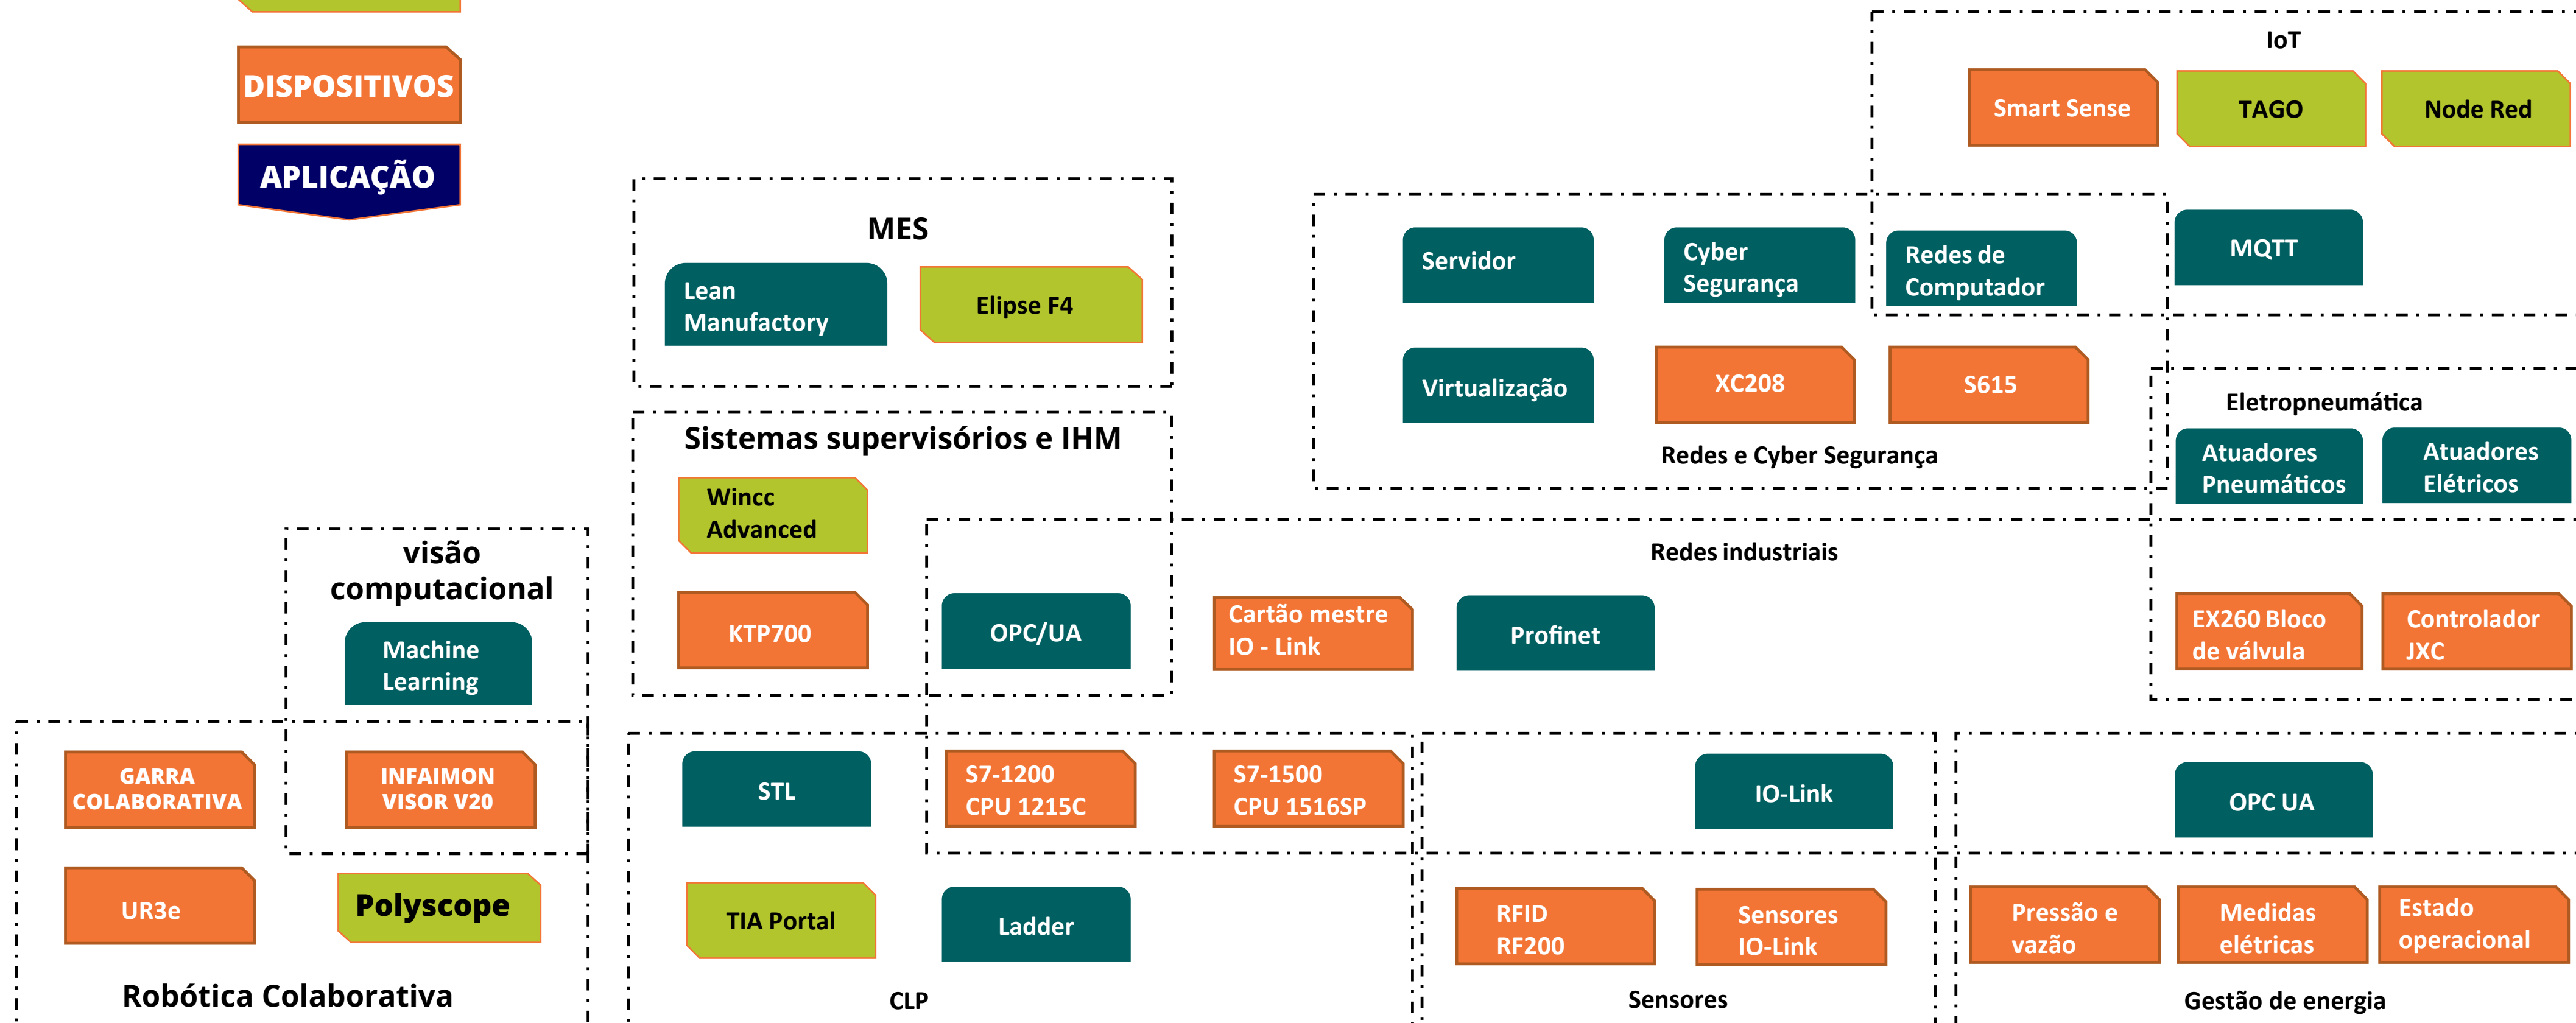 DISPOSITIVOS
APLICAÇÃO
IoT
Smart Sense
TAGO
Node Red
MQTT
MES
Lean
Manufactory
Elipse F4
Servidor
Cyber
Segurança
Redes de
Computador
Virtualização
XC208
S615
Redes e Cyber Segurança
Eletropneumática
Atuadores
Pneumáticos
Atuadores
Elétricos
EX260 Bloco
de válvula
Controlador
JXC
Sistemas supervisórios e IHM
Wincc
Advanced
KTP700
OPC/UA
Redes industriais
Cartão mestre
IO - Link
Profinet
visão
computacional
Machine
Learning
GARRA
COLABORATIVA
INFAIMON
VISOR V20
UR3e
Polyscope
Robótica Colaborativa
STL
S7-1200
CPU 1215C
S7-1500
CPU 1516SP
TIA Portal
Ladder
CLP
IO-Link
RFID
RF200
Sensores
IO-Link
Sensores
OPC UA
Pressão e
vazão
Medidas
elétricas
Estado
operacional
Gestão de energia